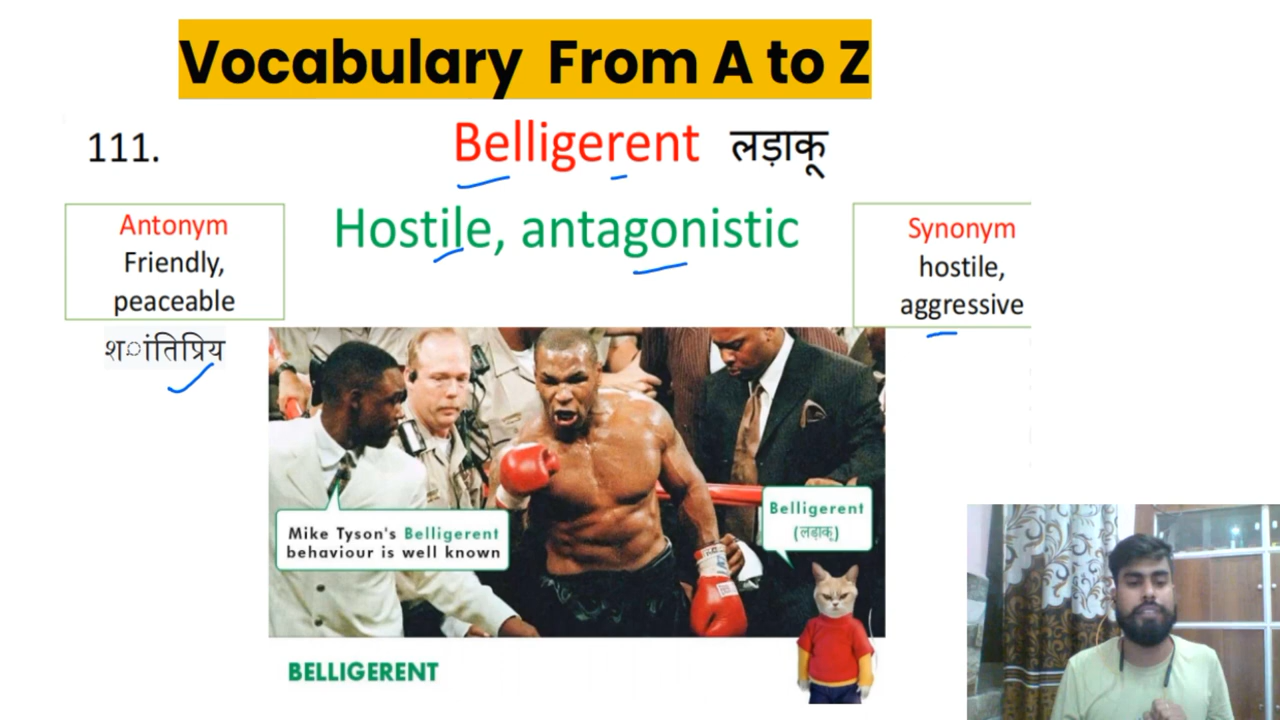 Vocabulary From A to Z
111.
Belligerent लड़ाकू
Hostile, antagonistic
Antonym
Friendly,
peaceable
शांतिप्रिय
Synonym
hostile,
aggressive
Mike Tyson's Belligerent
behaviour is well known
Belligerent
(लड़ाकू)
BELLIGERENT